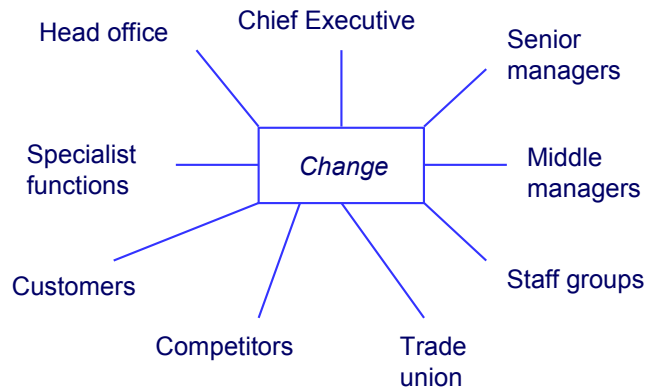 Chief Executive
Head office
Senior
managers
Specialist
functions
Change
Middle
managers
Customers
Staff groups
Competitors
Trade
union